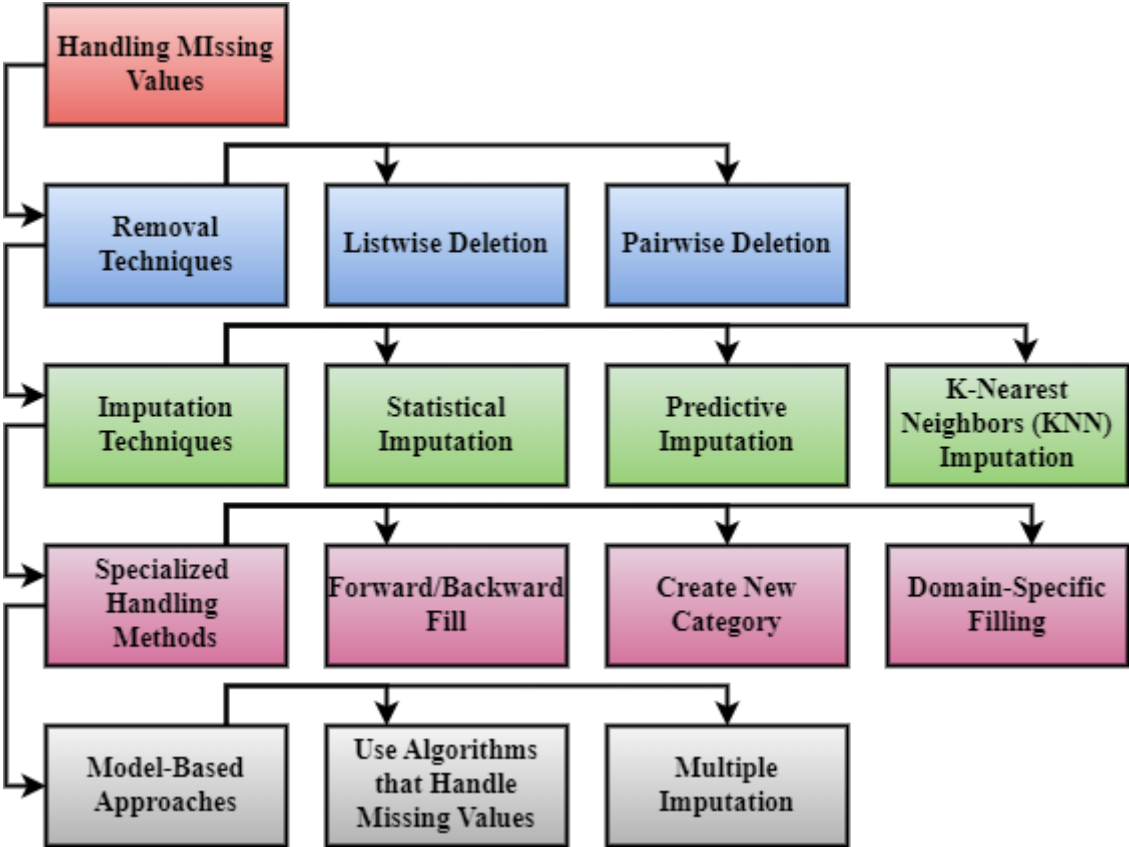 Handling MIssing
Values
Removal
Techniques
Listwise Deletion
Pairwise Deletion
Imputation
Techniques
Statistical
Imputation
Predictive
Imputation
K-Nearest
Neighbors (KNN)
Imputation
Specialized
Handling
Methods
Forward/Backward
Fill
Create New
Category
Domain-Specific
Filling
Model-Based
Approaches
Use Algorithms
that Handle
Missing Values
Multiple
Imputation